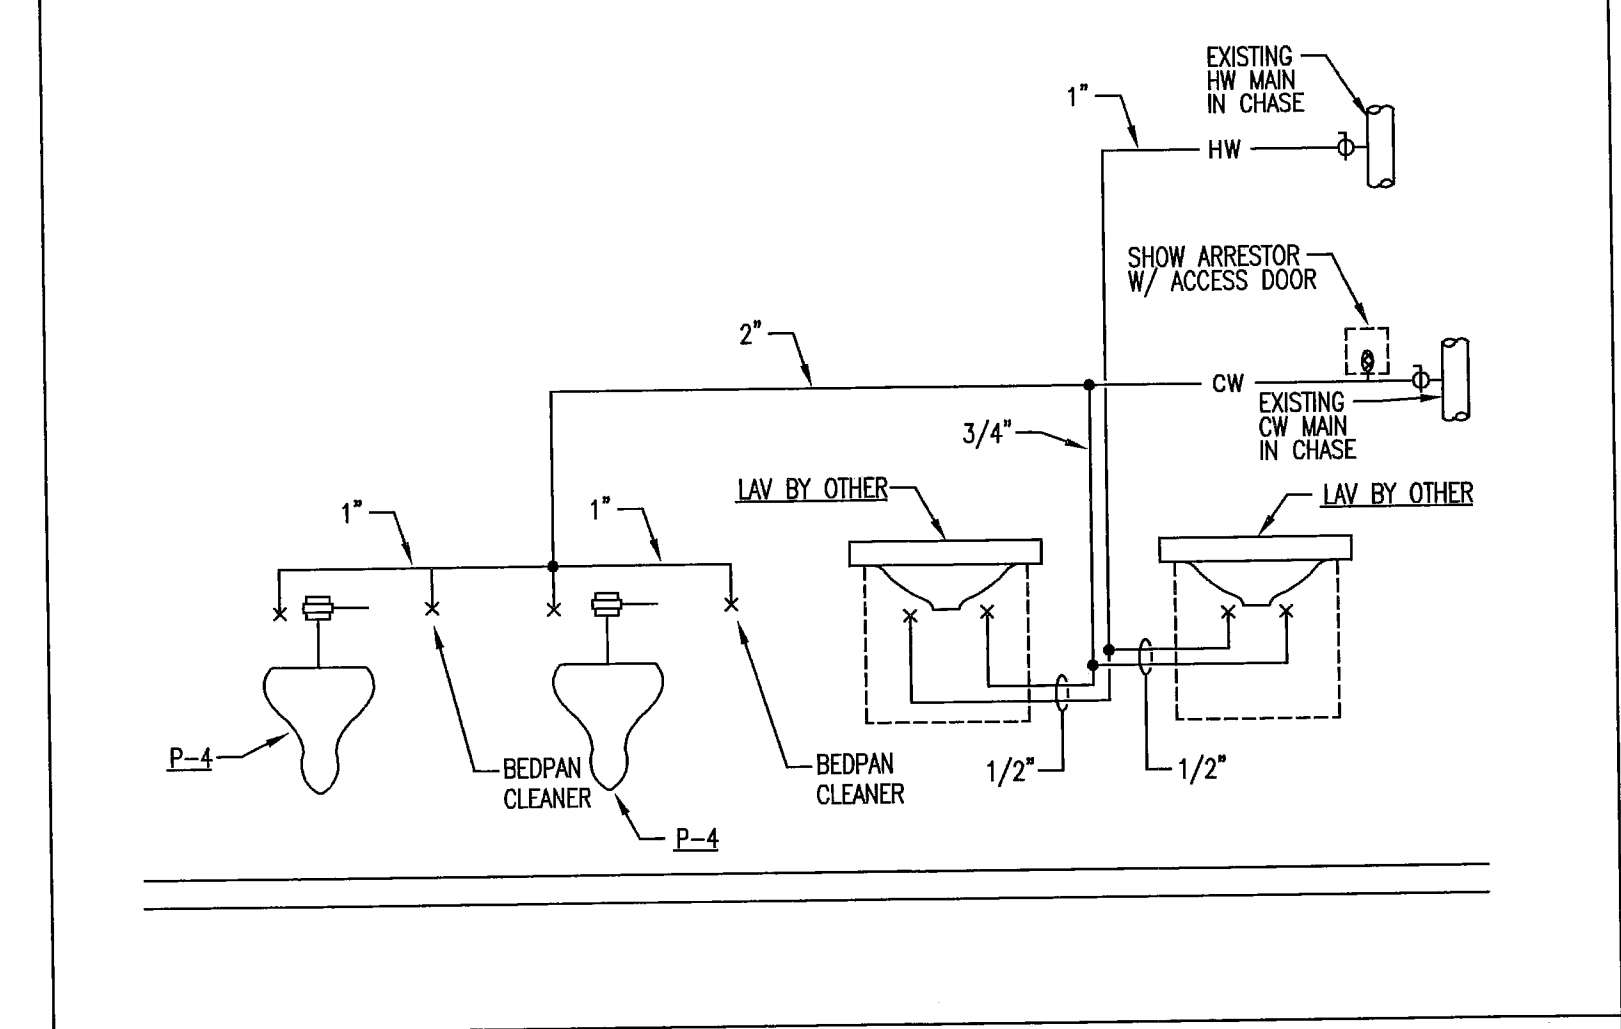 EXISTING
HW MAIN
IN CHASE
1"
HW
SHOW ARRESTOR
W/ ACCESS DOOR
2"
CW
EXISTING
CW MAIN
IN CHASE
3/4"
LAV BY OTHER
LAV BY OTHER
1"
1"
P-4
BEDPAN
CLEANER
BEDPAN
CLEANER
1/2"
1/2"
P-4